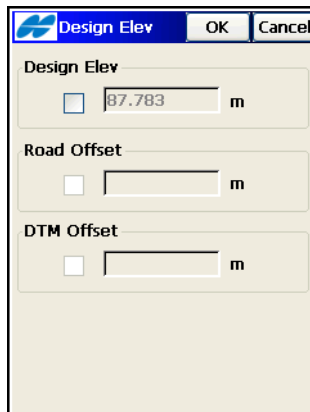 Design Elev OK Cancel
Design Elev
87.783 m
Road Offset
m
DTM Offset
m